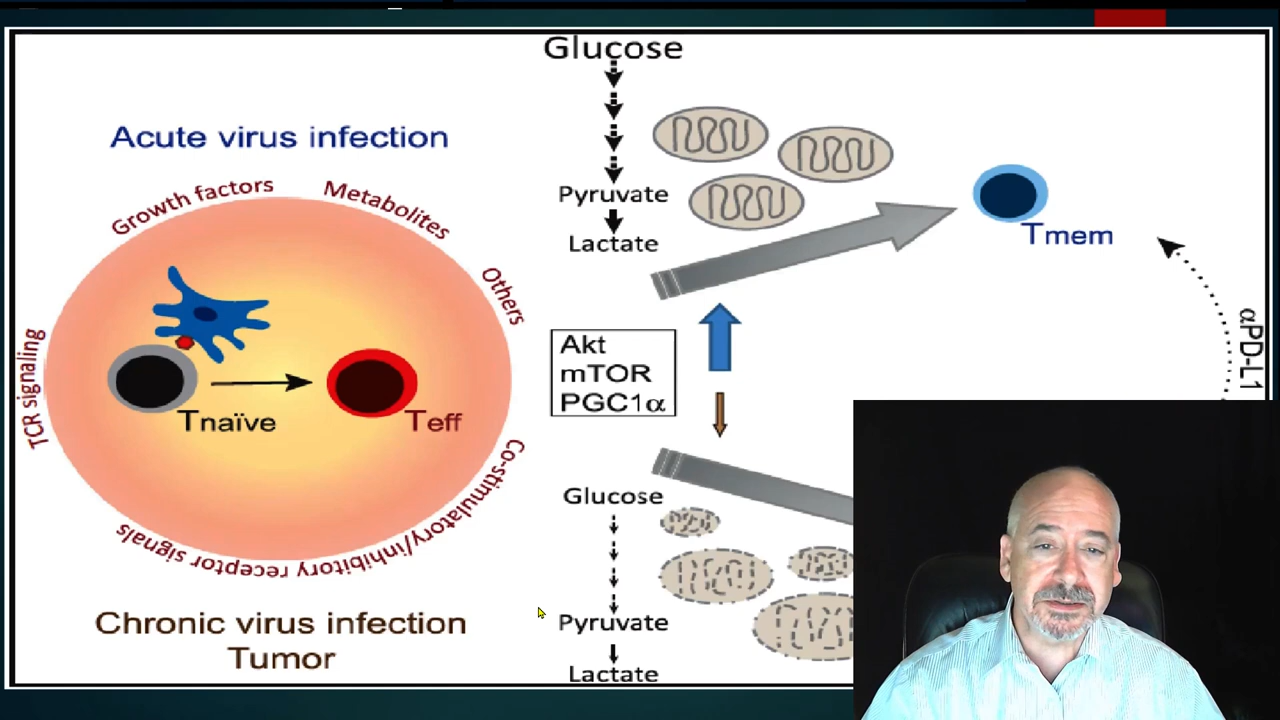 Glucose
Acute virus infection
Growth factors
Metabolites
Others
TCR signaling
Tnaïve
Teff
Co-stimulatory/inhibitory receptor signals
Chronic virus infection
Tumor
Pyruvate
Lactate
Tmem
Akt
mTOR
PGC1α
αPD-L1
Glucose
Pyruvate
Lactate